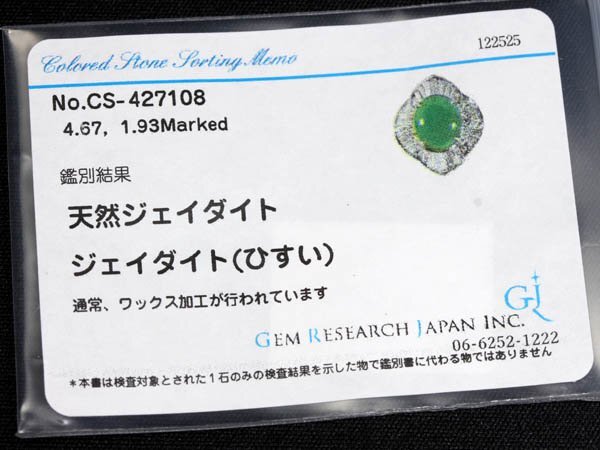 Colored Stone Sorting Memo
122525
No.CS-427108
4.67, 1.93Marked
鑑別結果
天然ジェイダイト
ジェイダイト(ひすい)
通常、ワックス加工が行われています
GJ
GEM RESEARCH JAPAN INC.
06-6252-1222
*本書は検査対象とされた1石のみの検査結果を示した物で鑑別書に代わる物ではありません